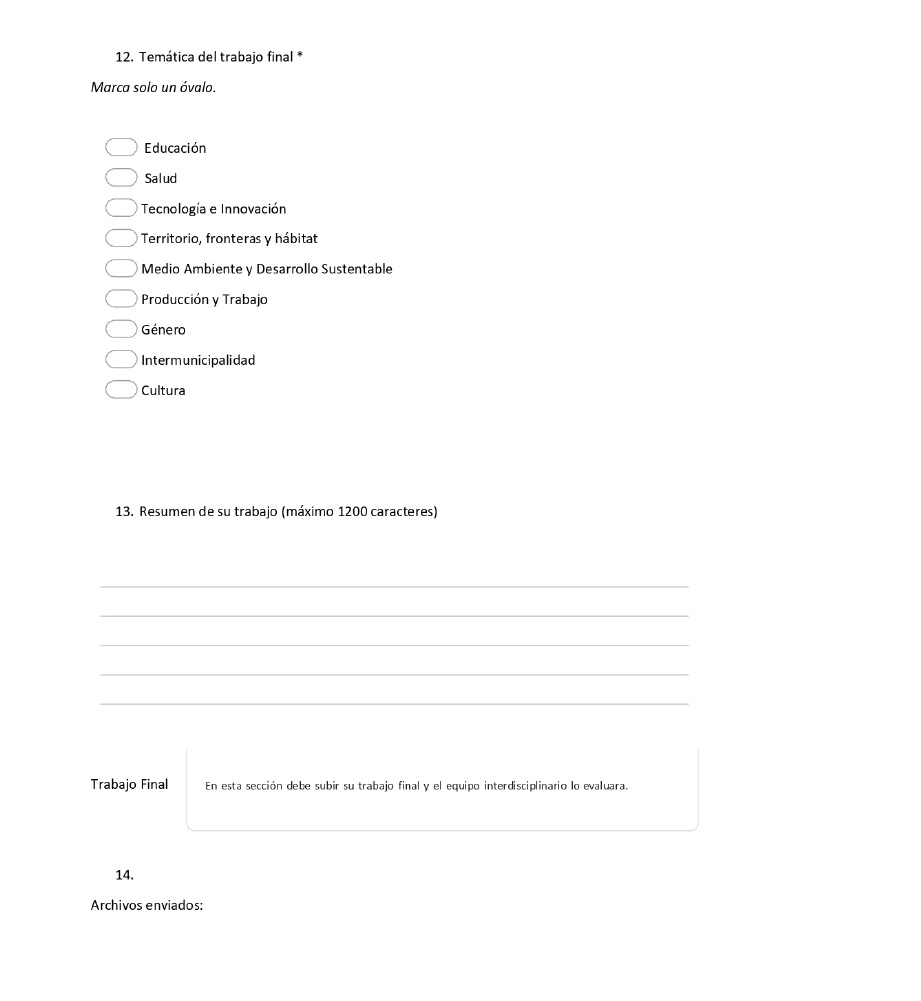 12. Temática del trabajo final *
Marca solo un óvalo.
Educación
Salud
Tecnología e Innovación
Territorio, fronteras y hábitat
Medio Ambiente y Desarrollo Sustentable
Producción y Trabajo
Género
Intermunicipalidad
Cultura
13. Resumen de su trabajo (máximo 1200 caracteres)
Trabajo Final
En esta sección debe subir su trabajo final y el equipo interdisciplinario lo evaluara.
14.
Archivos enviados: